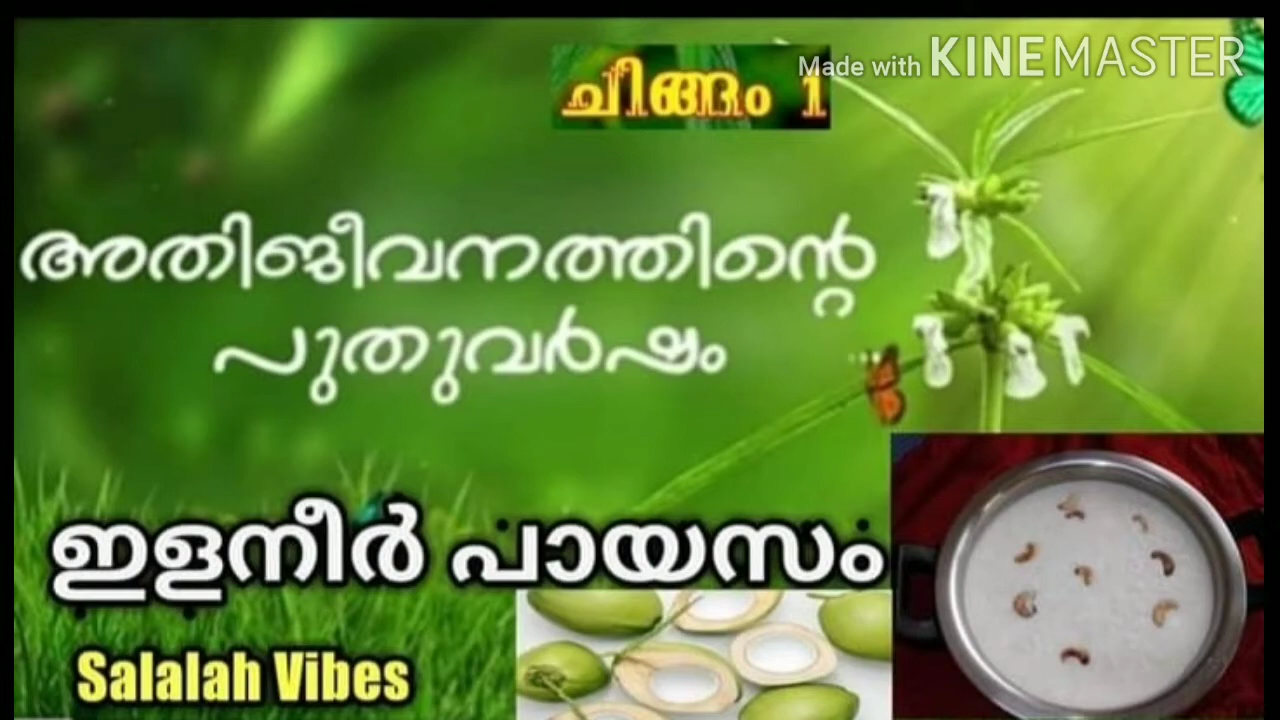 Made with KINEMASTER
ചിങ്ങം 1
അതിജീവനത്തിന്റെ
പുതുവർഷം
ഇളനീർ പായസം
Salalah Vibes